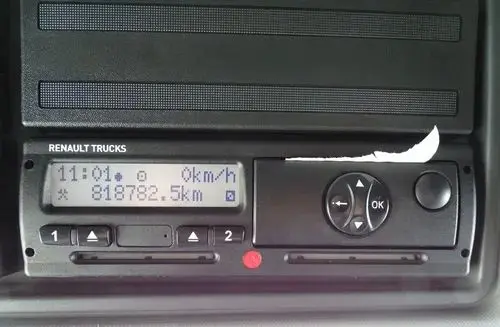 RENAULT TRUCKS
11:01 0km/h
818782.5km
1 2 OK